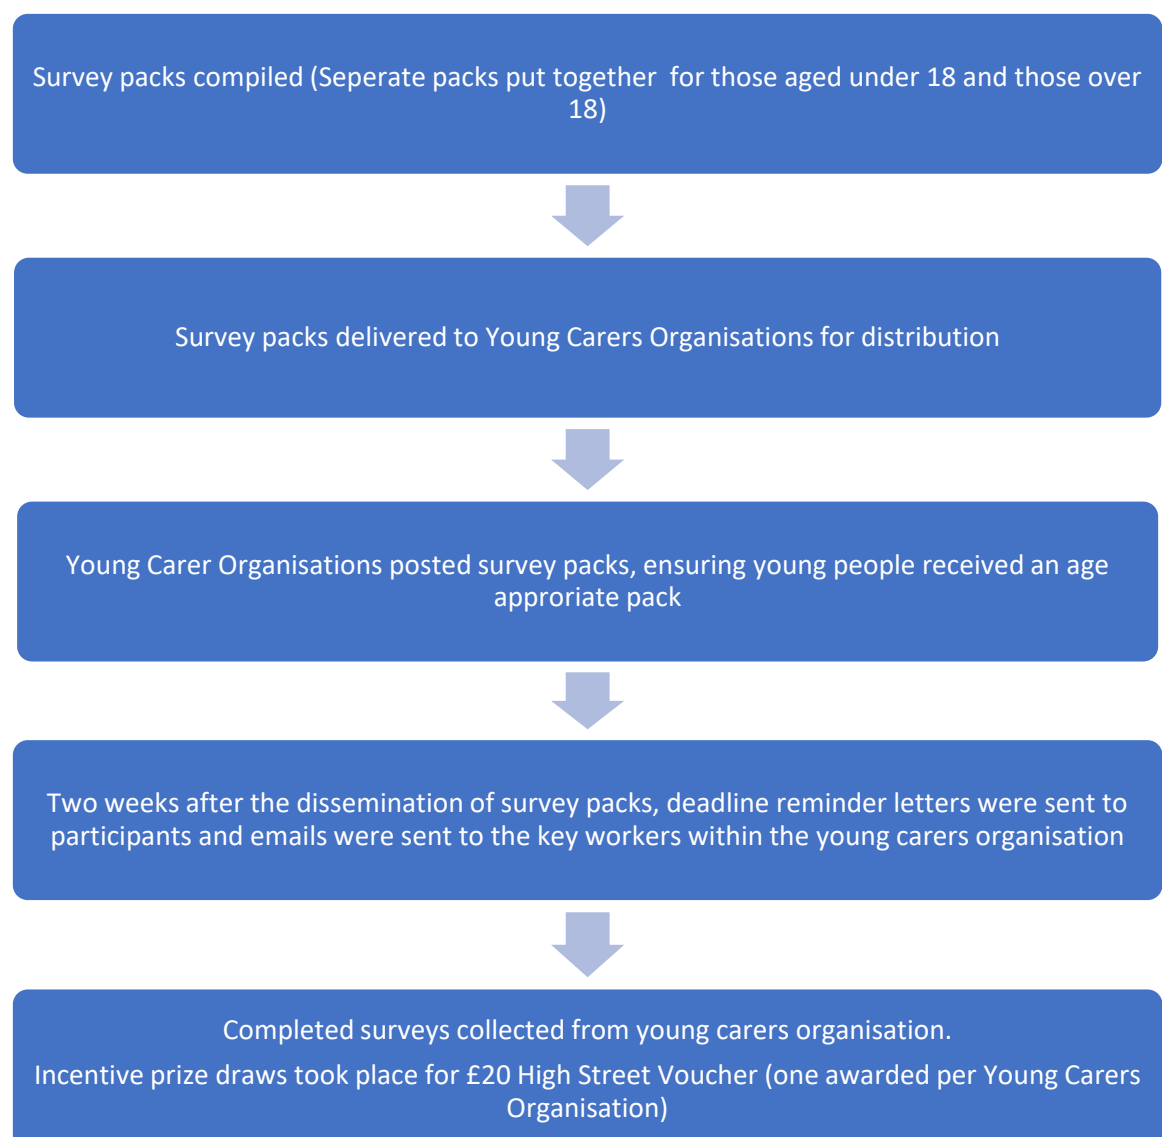 Survey packs compiled (Seperate packs put together  for those aged under 18 and those over
18)
Survey packs delivered to Young Carers Organisations for distribution
Young Carer Organisations posted survey packs, ensuring young people received an age
approriate pack
Two weeks after the dissemination of survey packs, deadline reminder letters were sent to
participants and emails were sent to the key workers within the young carers organisation
Completed surveys collected from young carers organisation.
Incentive prize draws took place for £20 High Street Voucher (one awarded per Young Carers
Organisation)